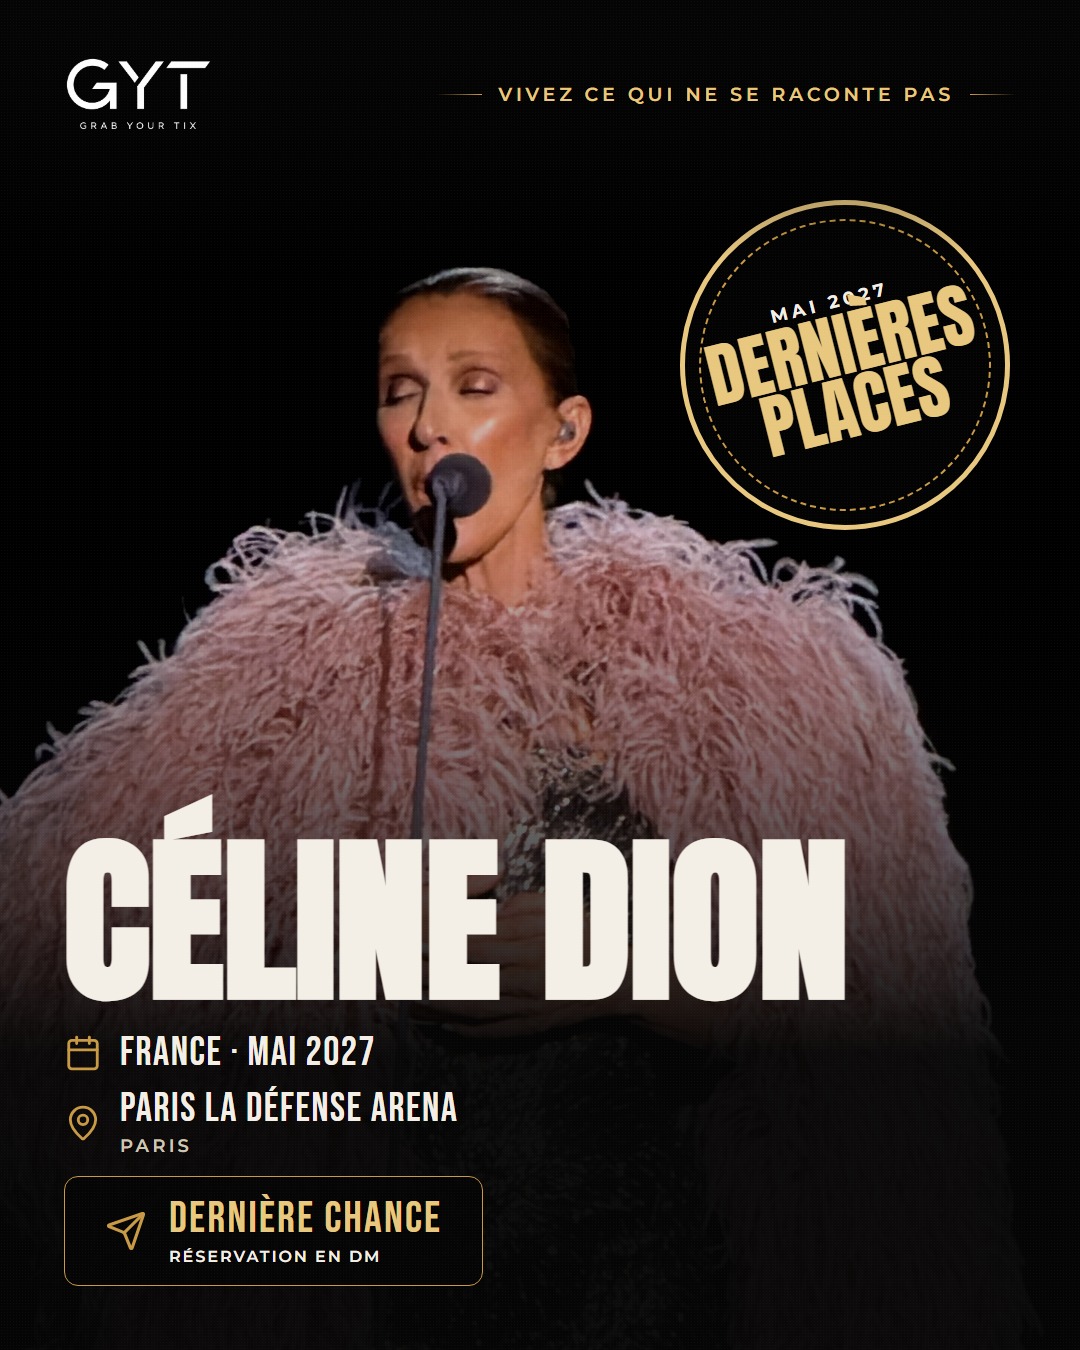 GYT
GRAB YOUR TIX
VIVEZ CE QUI NE SE RACONTE PAS
MAI 2027
DERNIÈRES
PLACES
CÉLINE DION
FRANCE · MAI 2027
PARIS LA DÉFENSE ARENA
PARIS
DERNIÈRE CHANCE
RÉSERVATION EN DM